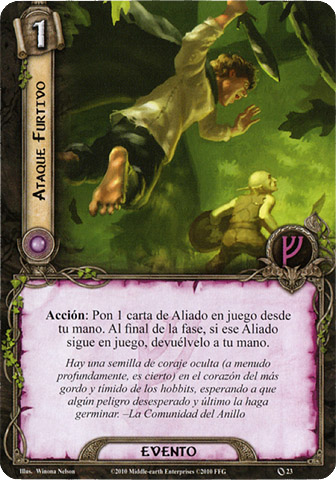 1
Ataque Furtivo
Acción: Pon 1 carta de Aliado en juego desde
tu mano. Al final de la fase, si ese Aliado
sigue en juego, devuélvelo a tu mano.
Hay una semilla de coraje oculta (a menudo
profundamente, es cierto) en el corazón del más
gordo y tímido de los hobbits, esperando a que
algún peligro desesperado y último la haga
germinar. –La Comunidad del Anillo
EVENTO
Illus. Winona Nelson
©2010 Middle-earth Enterprises ©2010 FFG
23